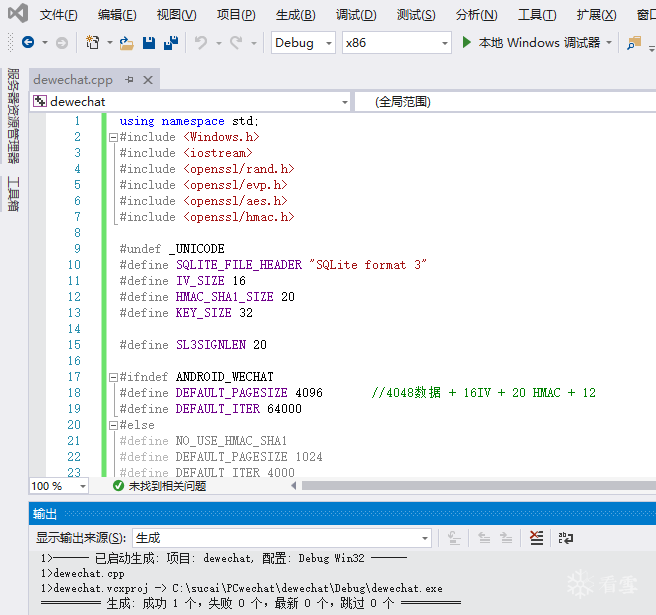 文件(F) 编辑(E) 视图(V) 项目(P) 生成(B) 调试(D) 测试(S) 分析(N) 工具(T) 扩展(X) 窗口
Debug x86 本地 Windows 调试器
服务器资源管理器
工具箱
dewechat.cpp
dewechat (全局范围)
1 using namespace std;
2 #include <Windows.h>
3 #include <iostream>
4 #include <openssl/rand.h>
5 #include <openssl/evp.h>
6 #include <openssl/aes.h>
7 #include <openssl/hmac.h>
8
9 #undef _UNICODE
10 #define SQLITE_FILE_HEADER "SQLite format 3"
11 #define IV_SIZE 16
12 #define HMAC_SHA1_SIZE 20
13 #define KEY_SIZE 32
14
15 #define SL3SIGNLEN 20
16
17 #ifndef ANDROID_WECHAT
18 #define DEFAULT_PAGESIZE 4096 //4048数据 + 16IV + 20 HMAC + 12
19 #define DEFAULT_ITER 64000
20 #else
21 #define NO_USE_HMAC_SHA1
22 #define DEFAULT_PAGESIZE 1024
23 #define DEFAULT_ITER 4000
100 % 未找到相关问题
输出
显示输出来源(S): 生成
1>------ 已启动生成: 项目: dewechat, 配置: Debug Win32 ------
1>dewechat.cpp
1>dewechat.vcxproj -> C:\sucai\PCwechat\dewechat\Debug\dewechat.exe
========== 生成: 成功 1 个，失败 0 个，最新 0 个，跳过 0 个 ==========
看雪